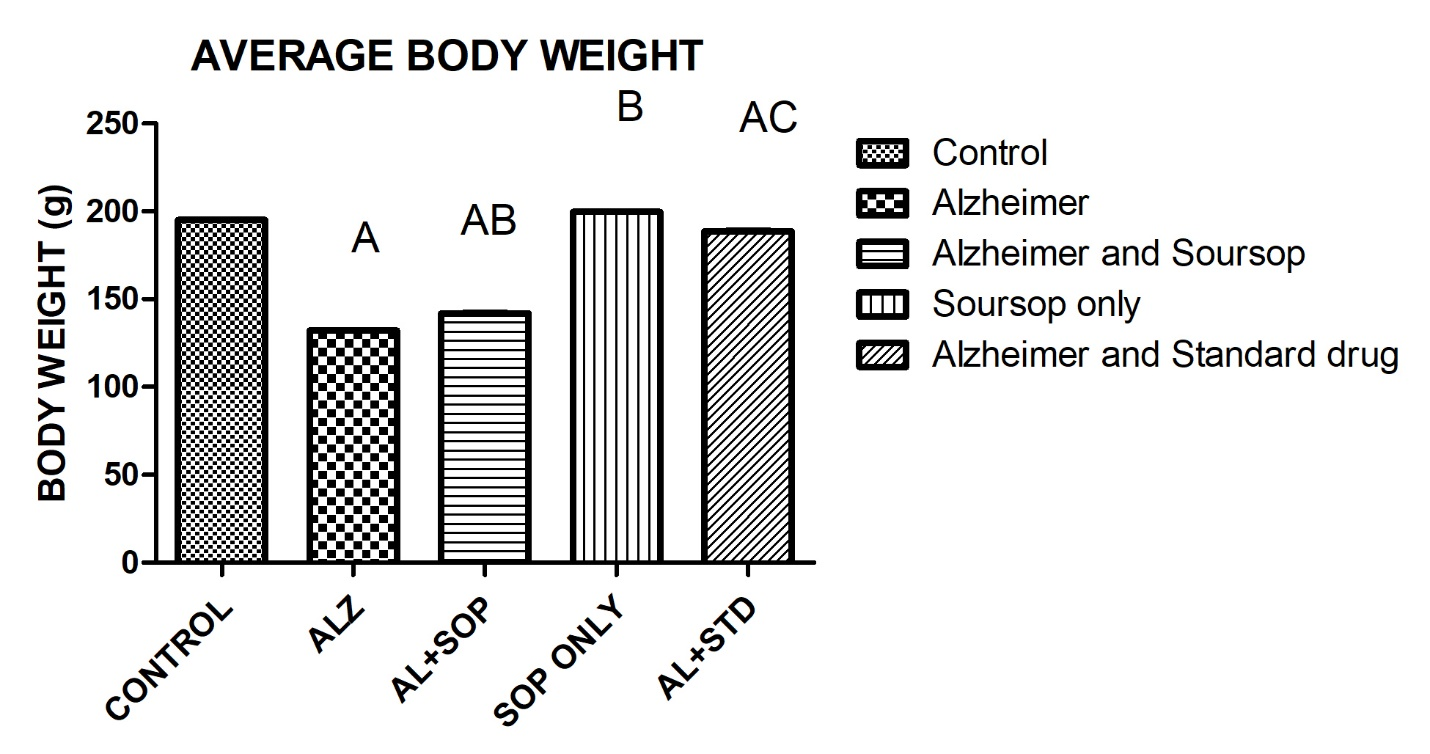 AVERAGE BODY WEIGHT
BODY WEIGHT (g)
250
200
150
100
50
0
A
AB
B
AC
CONTROL
ALZ
AL+SOP
SOP ONLY
AL+STD
Control
Alzheimer
Alzheimer and Soursop
Soursop only
Alzheimer and Standard drug